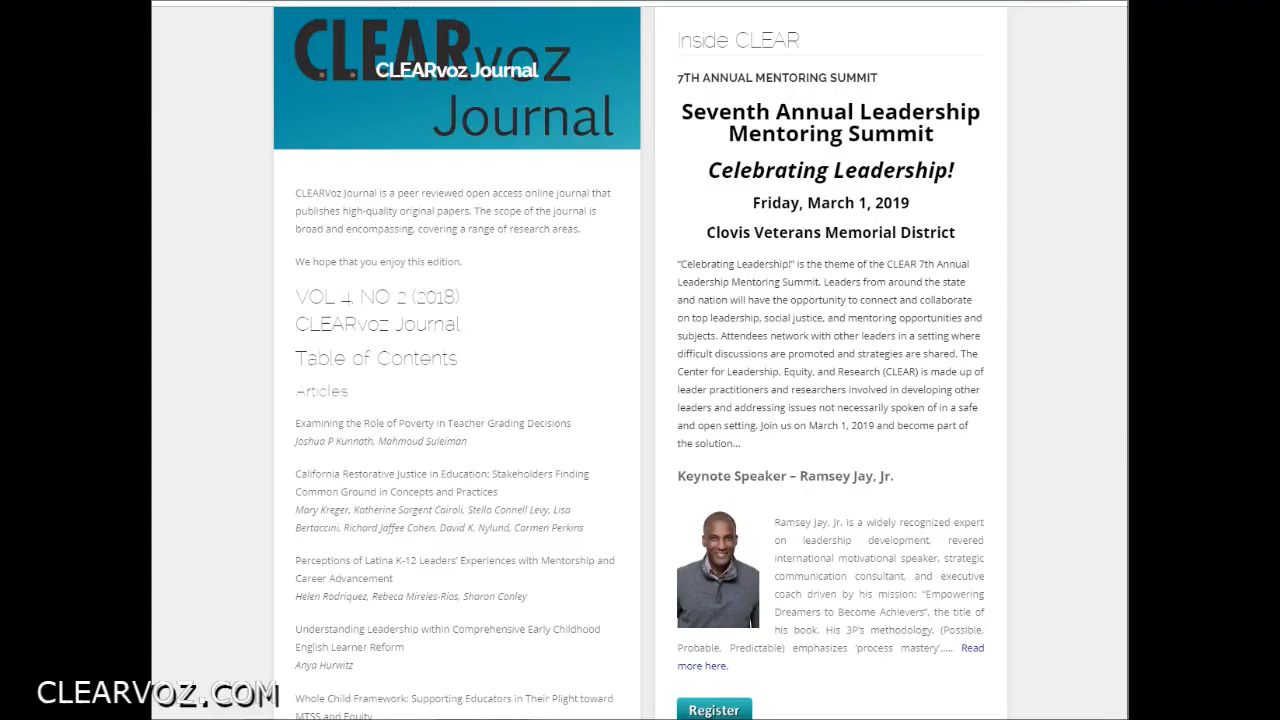 CLEARvoz
Journal
CLEARvoz Journal
CLEARVoz Journal is a peer reviewed open access online journal that
publishes high-quality original papers. The scope of the journal is
broad and encompassing, covering a range of research areas.
We hope that you enjoy this edition.
VOL 4, NO 2 (2018)
CLEARvoz Journal
Table of Contents
Articles
Examining the Role of Poverty in Teacher Grading Decisions
Joshua P Kunnath, Mahmoud Suleiman
California Restorative Justice in Education: Stakeholders Finding
Common Ground in Concepts and Practices
Mary Kreger, Katherine Sargent Cairoli, Stella Connell Levy, Lisa
Bertaccini, Richard Jaffee Cohen, David K. Nylund, Carmen Perkins
Perceptions of Latina K-12 Leaders' Experiences with Mentorship and
Career Advancement
Helen Rodriquez, Rebeca Mireles-Rios, Sharon Conley
Understanding Leadership within Comprehensive Early Childhood
English Learner Reform
Anya Hurwitz
Whole Child Framework: Supporting Educators in Their Plight toward
MTSS and Equity
Inside CLEAR
7TH ANNUAL MENTORING SUMMIT
Seventh Annual Leadership
Mentoring Summit
Celebrating Leadership!
Friday, March 1, 2019
Clovis Veterans Memorial District
"Celebrating Leadership!" is the theme of the CLEAR 7th Annual
Leadership Mentoring Summit. Leaders from around the state
and nation will have the opportunity to connect and collaborate
on top leadership, social justice, and mentoring opportunities and
subjects. Attendees network with other leaders in a setting where
difficult discussions are promoted and strategies are shared. The
Center for Leadership, Equity, and Research (CLEAR) is made up of
leader practitioners and researchers involved in developing other
leaders and addressing issues not necessarily spoken of in a safe
and open setting. Join us on March 1, 2019 and become part of
the solution...
Keynote Speaker – Ramsey Jay, Jr.
Ramsey Jay, Jr. is a widely recognized expert
on leadership development, revered
international motivational speaker, strategic
communication consultant, and executive
coach driven by his mission: "Empowering
Dreamers to Become Achievers", the title of
his book. His 3P's methodology, (Possible,
Probable, Predictable) emphasizes 'process mastery'..... Read
more here.
Register
CLEARVOZ.COM